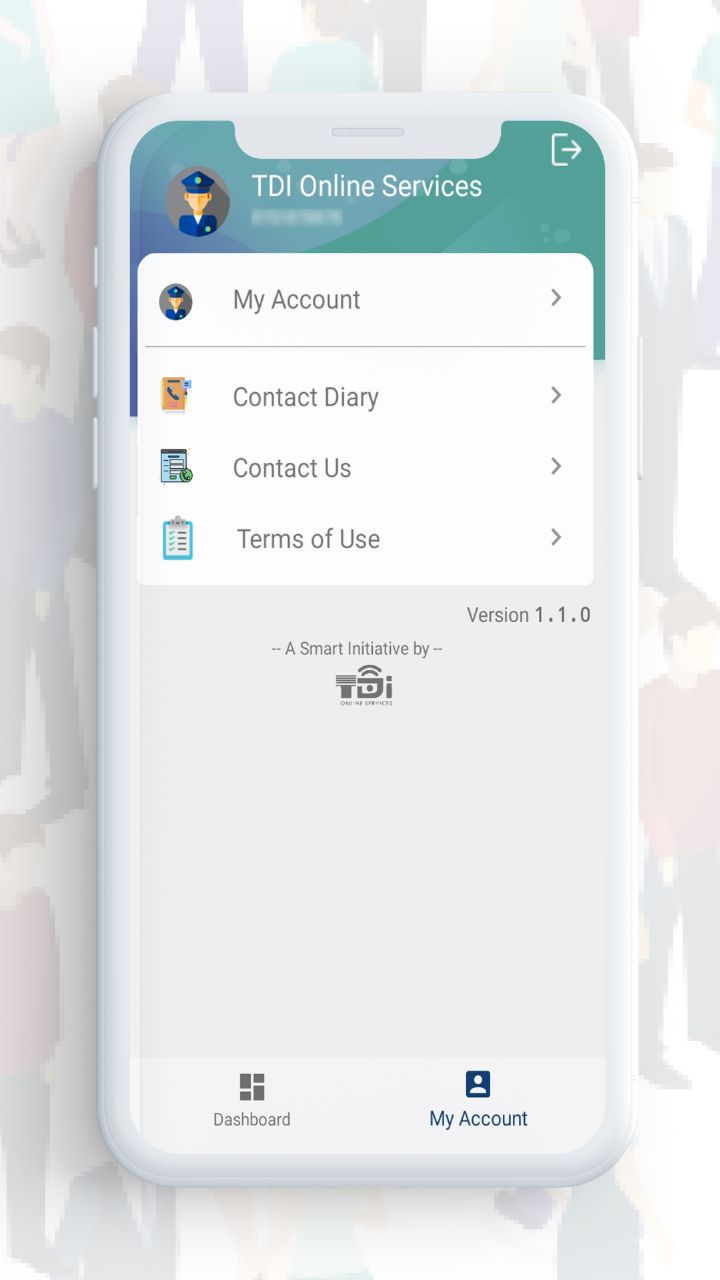 TDI Online Services
My Account
Contact Diary
Contact Us
Terms of Use
Version 1.1.0
-- A Smart Initiative by --
TDi
ONLINE SERVICES
Dashboard
My Account